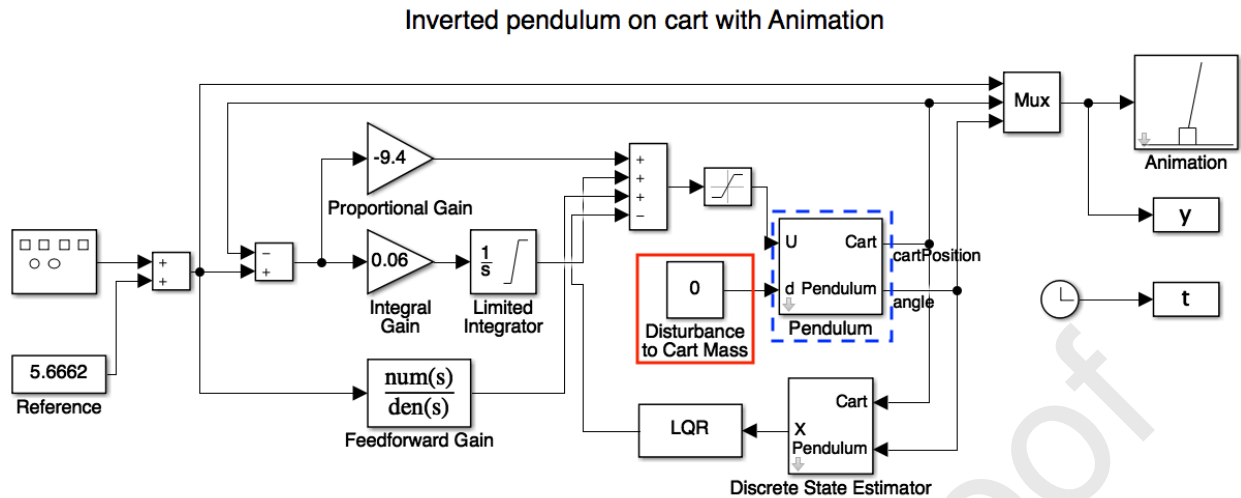 Inverted pendulum on cart with Animation
Mux
Animation
-9.4
Proportional Gain
+
+
+
−
y
U
Cart
cartPosition
d
Pendulum
angle
Pendulum
+
+
−
+
0.06
Integral
Gain
1
s
Limited
Integrator
0
Disturbance
to Cart Mass
t
5.6662
Reference
num(s)
den(s)
Feedforward Gain
LQR
Cart
X
Pendulum
Discrete State Estimator